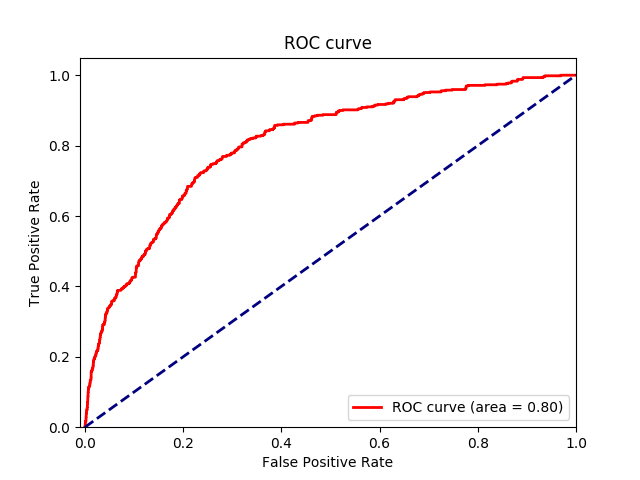 ROC curve
True Positive Rate
1.0
0.8
0.6
0.4
0.2
0.0
0.0 0.2 0.4 0.6 0.8 1.0
False Positive Rate
ROC curve (area = 0.80)